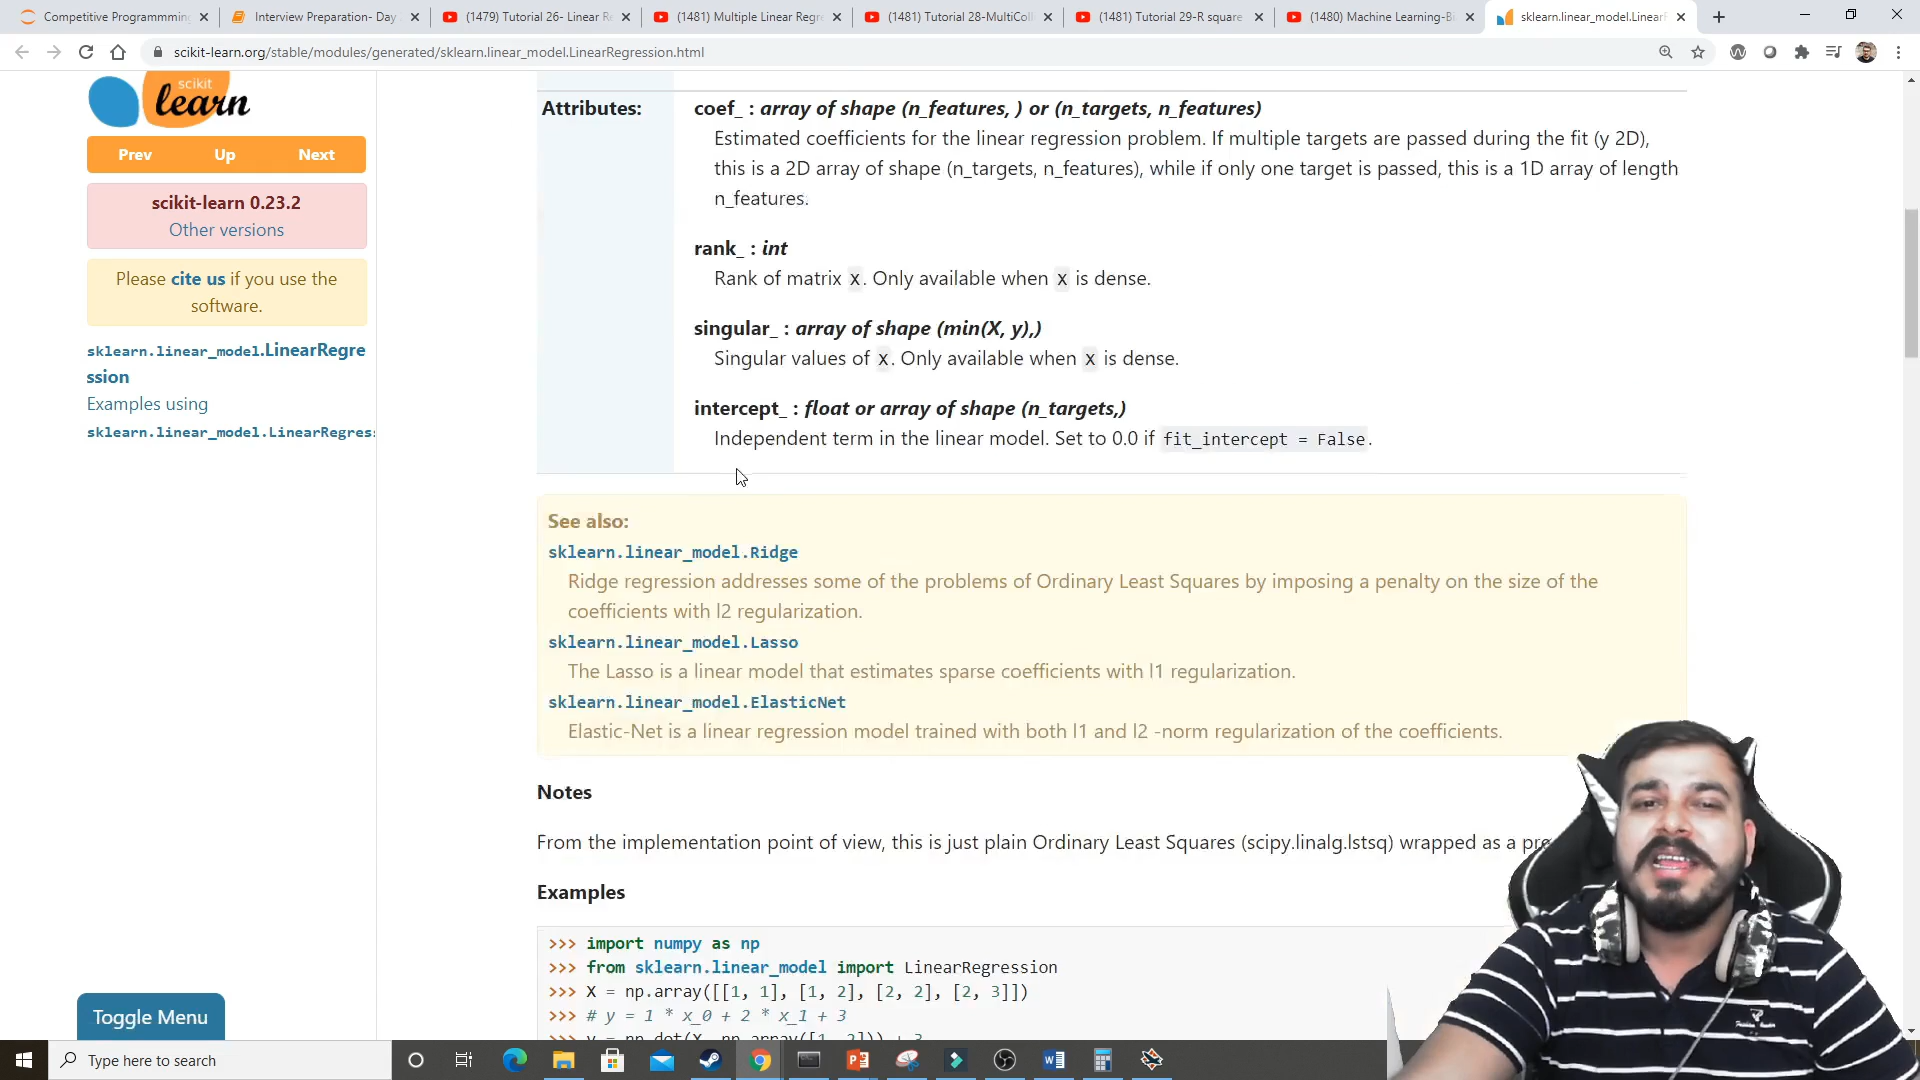 Competitive Programmming
Interview Preparation- Day
(1479) Tutorial 26- Linear Re
(1481) Multiple Linear Regre
(1481) Tutorial 28-MultiColl
(1481) Tutorial 29-R square
(1480) Machine Learning-Bi
sklearn.linear_model.LinearF
scikit-learn.org/stable/modules/generated/sklearn.linear_model.LinearRegression.html
scikit
learn
Prev Up Next
scikit-learn 0.23.2
Other versions
Please cite us if you use the
software.
sklearn.linear_model.LinearRegre
ssion
Examples using
sklearn.linear_model.LinearRegress
Toggle Menu
Attributes:
coef_ : array of shape (n_features, ) or (n_targets, n_features)
Estimated coefficients for the linear regression problem. If multiple targets are passed during the fit (y 2D),
this is a 2D array of shape (n_targets, n_features), while if only one target is passed, this is a 1D array of length
n_features.
rank_ : int
Rank of matrix X. Only available when X is dense.
singular_ : array of shape (min(X, y),)
Singular values of X. Only available when X is dense.
intercept_ : float or array of shape (n_targets,)
Independent term in the linear model. Set to 0.0 if fit_intercept = False.
See also:
sklearn.linear_model.Ridge
Ridge regression addresses some of the problems of Ordinary Least Squares by imposing a penalty on the size of the
coefficients with l2 regularization.
sklearn.linear_model.Lasso
The Lasso is a linear model that estimates sparse coefficients with l1 regularization.
sklearn.linear_model.ElasticNet
Elastic-Net is a linear regression model trained with both l1 and l2 -norm regularization of the coefficients.
Notes
From the implementation point of view, this is just plain Ordinary Least Squares (scipy.linalg.lstsq) wrapped as a pre
Examples
>>> import numpy as np
>>> from sklearn.linear_model import LinearRegression
>>> X = np.array([[1, 1], [1, 2], [2, 2], [2, 3]])
>>> # y = 1 * x_0 + 2 * x_1 + 3
>>> y = np.dot(X, np.array([1, 2])) + 3
Type here to search